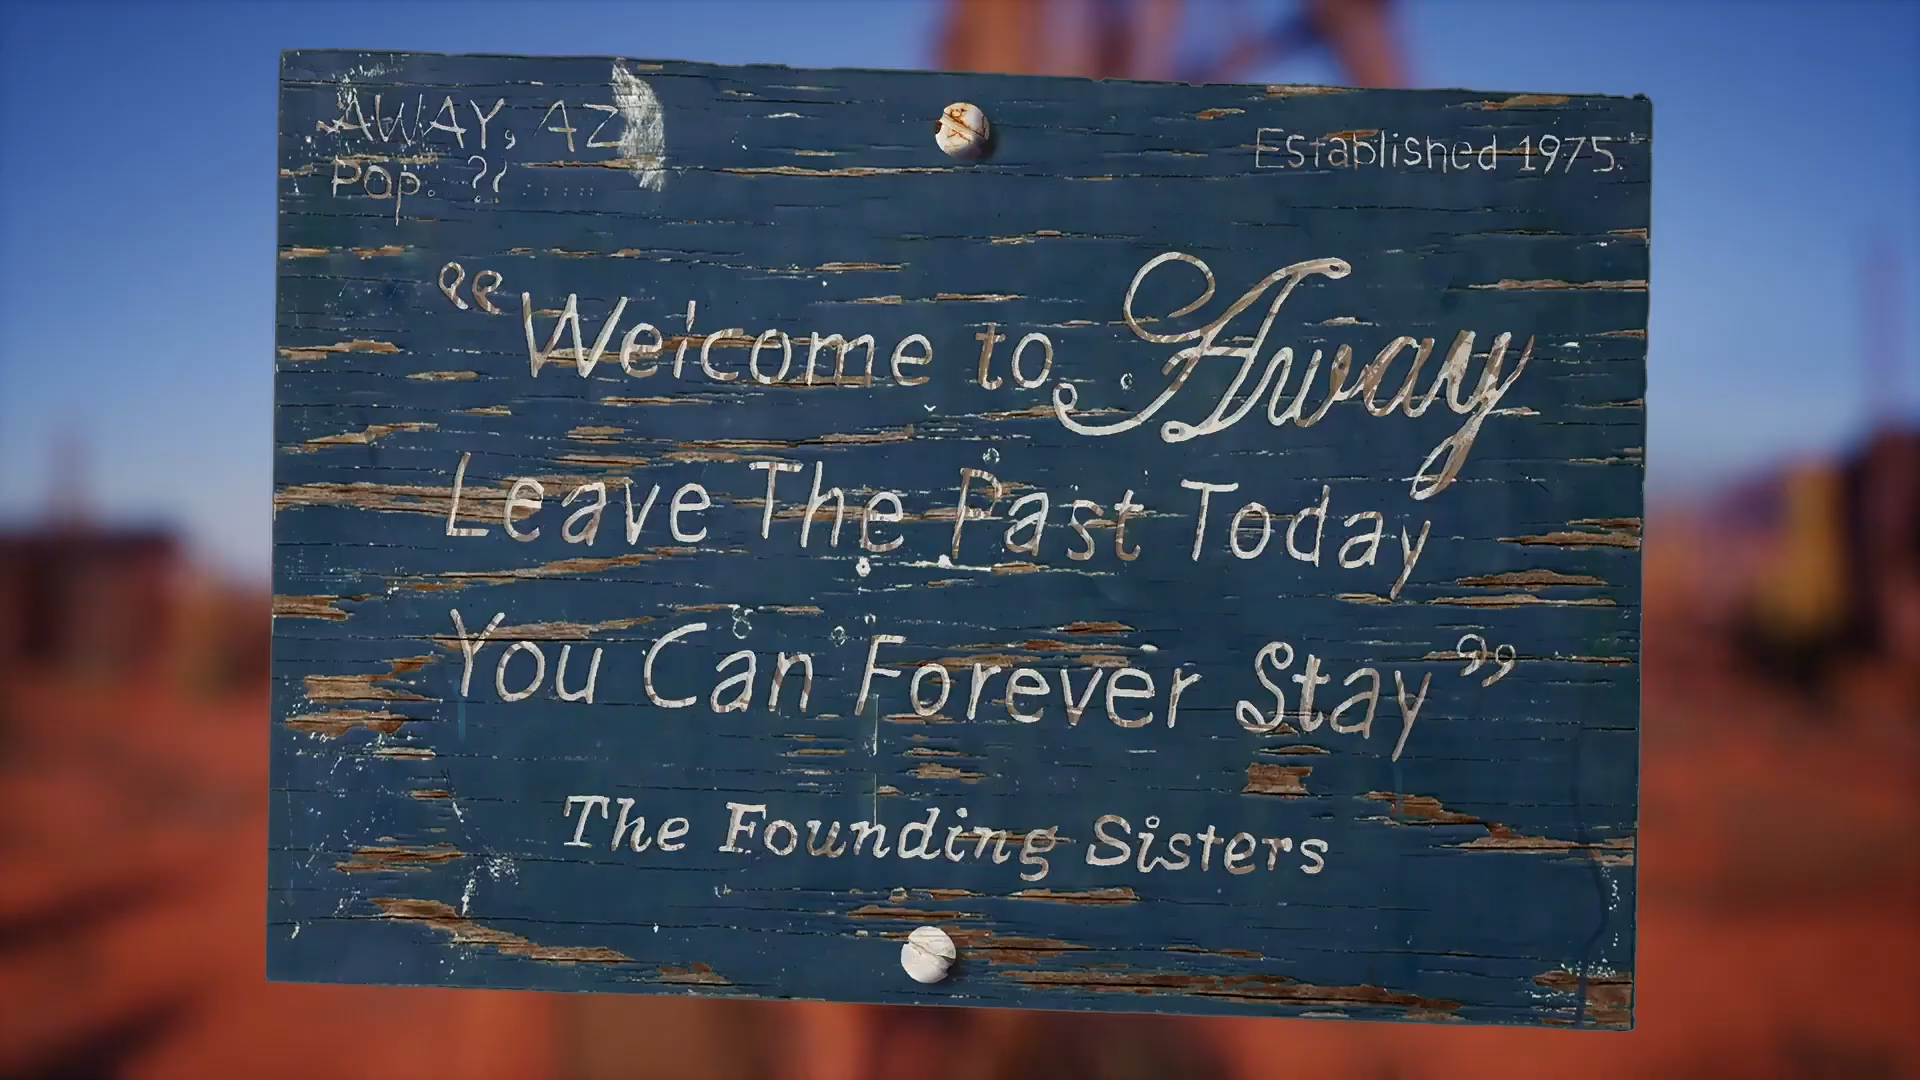 AWAY, AZ
Pop. ??
Established 1975.
“Welcome to Away
Leave The Past Today
You Can Forever Stay”
The Founding Sisters